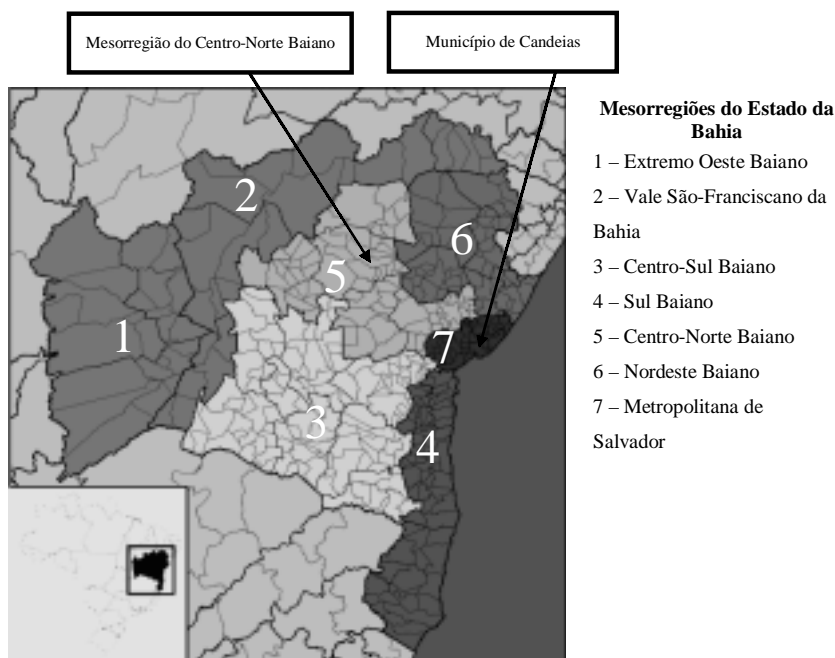 Mesorregião do Centro-Norte Baiano
Município de Candeias
Mesorregiões do Estado da
Bahia
1 – Extremo Oeste Baiano
2 – Vale São-Franciscano da
Bahia
3 – Centro-Sul Baiano
4 – Sul Baiano
5 – Centro-Norte Baiano
6 – Nordeste Baiano
7 – Metropolitana de
Salvador
2
6
5
1
7
3
4